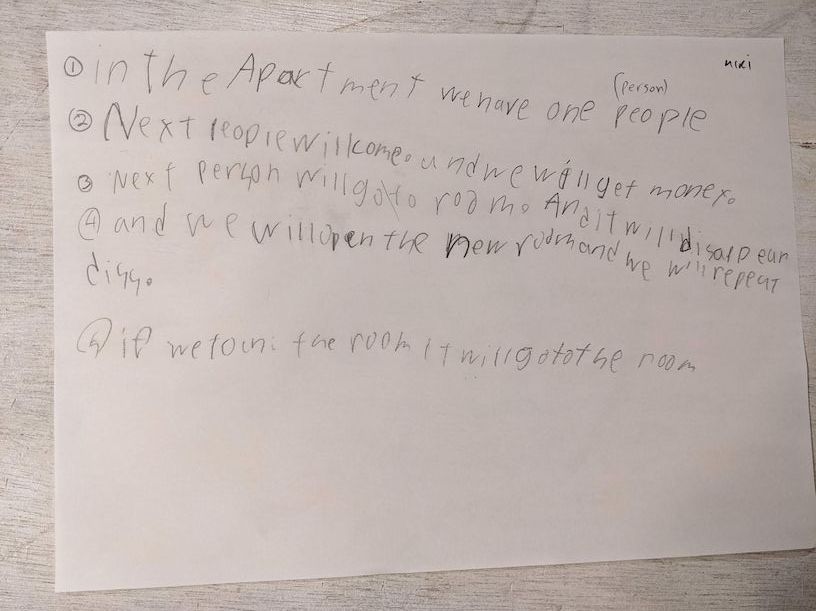 niki
① in the Apartment we have one people
(person)
② Next people will come. and we will get money.
③ Next person will go to room. And it will disappear
④ and we will open the new room and we will repeat
diss.
⑤ if we the room it will go to the room